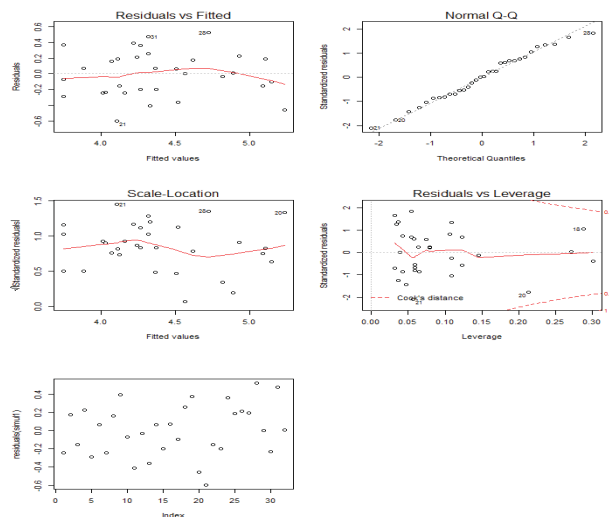 Residuals vs Fitted
Residuals
-0.6 -0.2 0.0 0.2 0.4 0.6
31
28
21
4.0 4.5 5.0
Fitted values
Normal Q-Q
Standardized residuals
-2 -1 0 1 2
28
20
21
-2 -1 0 1 2
Theoretical Quantiles
Scale-Location
√|Standardized residuals|
0.0 0.5 1.0 1.5
21
28
20
4.0 4.5 5.0
Fitted values
Residuals vs Leverage
Standardized residuals
-2 -1 0 1 2
18
20
21
Cook's distance
0.00 0.05 0.10 0.15 0.20 0.25 0.30
Leverage
-0.6 -0.4 -0.2 0.0 0.2 0.4
0 5 10 15 20 25 30
Index